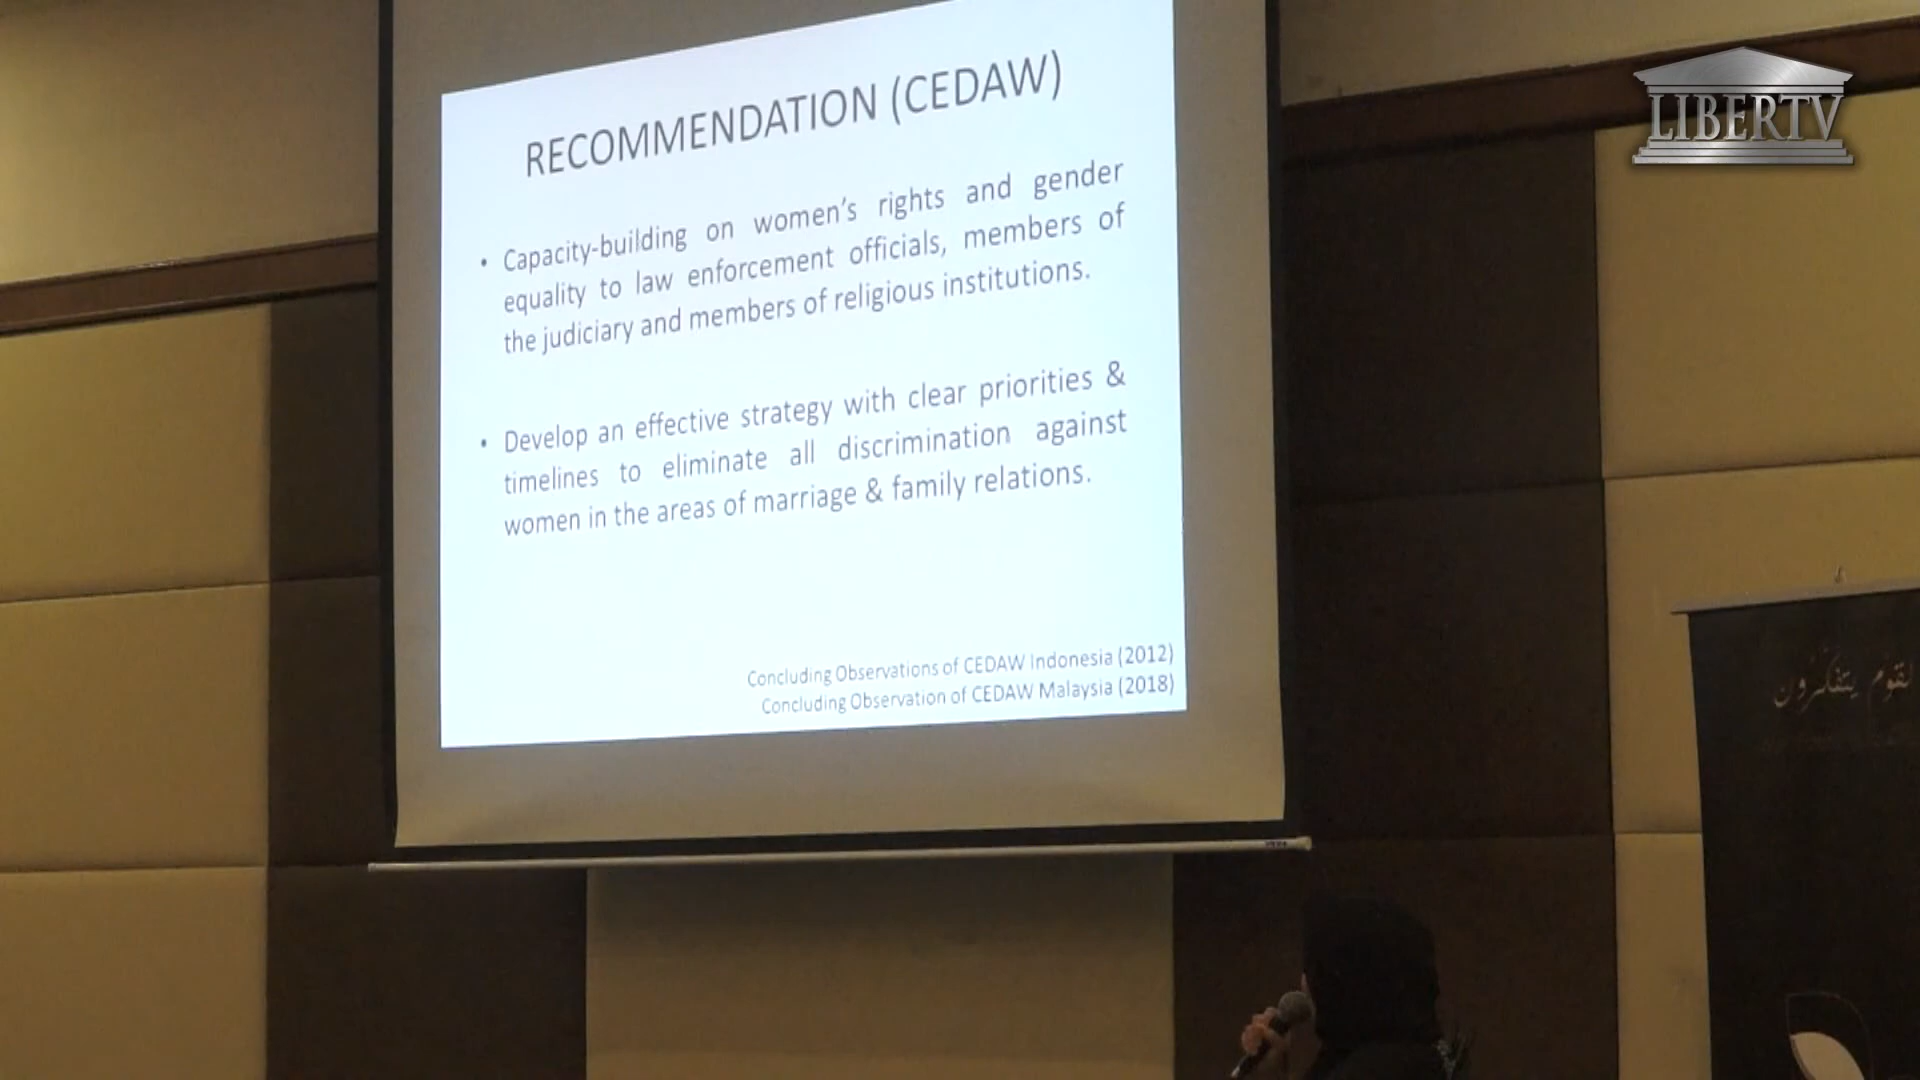 LIBERTV
RECOMMENDATION (CEDAW)
• Capacity-building on women’s rights and gender
equality to law enforcement officials, members of
the judiciary and members of religious institutions.
• Develop an effective strategy with clear priorities &
timelines to eliminate all discrimination against
women in the areas of marriage & family relations.
Concluding Observations of CEDAW Indonesia (2012)
Concluding Observation of CEDAW Malaysia (2018)
لقوم يتفكرون